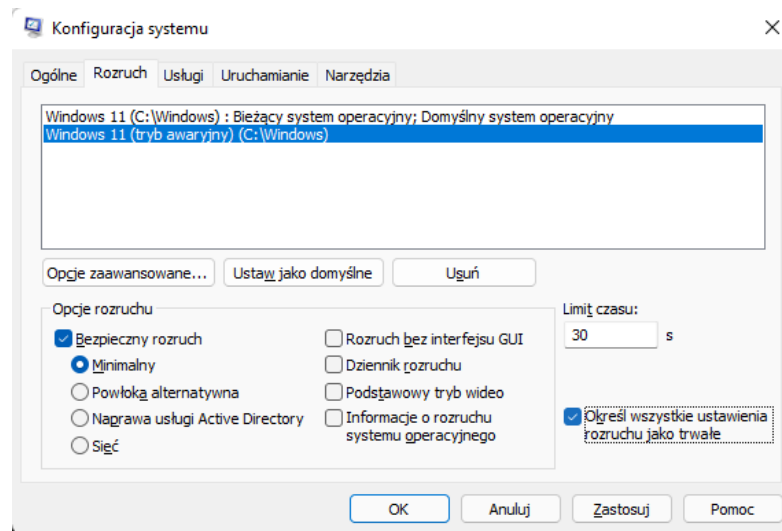 Konfiguracja systemu
Ogólne Rozruch Usługi Uruchamianie Narzędzia
Windows 11 (C:\Windows) : Bieżący system operacyjny; Domyślny system operacyjny
Windows 11 (tryb awaryjny) (C:\Windows)
Opcje zaawansowane... Ustaw jako domyślne Usuń
Opcje rozruchu
Limit czasu:
Bezpieczny rozruch
Rozruch bez interfejsu GUI
30 s
Minimalny
Dziennik rozruchu
Powłoka alternatywna
Podstawowy tryb wideo
Naprawa usługi Active Directory
Informacje o rozruchu
systemu operacyjnego
Określ wszystkie ustawienia
rozruchu jako trwałe
Sieć
OK Anuluj Zastosuj Pomoc